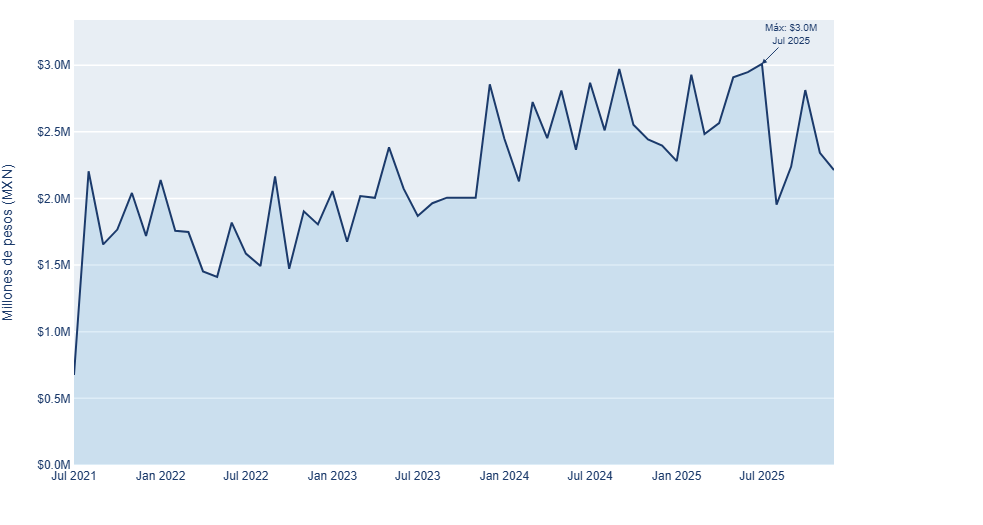 Máx: $3.0M
Jul 2025
Millones de pesos (MXN)
$3.0M
$2.5M
$2.0M
$1.5M
$1.0M
$0.5M
$0.0M
Jul 2021
Jan 2022
Jul 2022
Jan 2023
Jul 2023
Jan 2024
Jul 2024
Jan 2025
Jul 2025